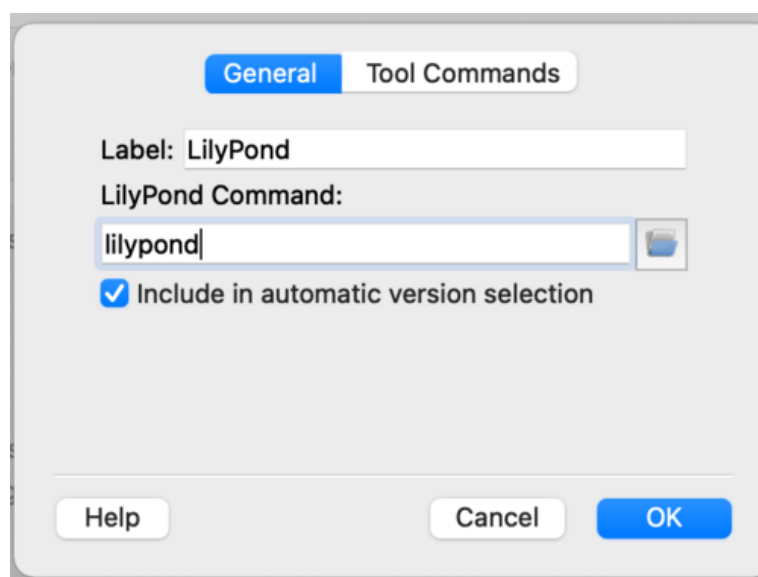 General Tool Commands
Label: LilyPond
LilyPond Command:
lilypond
Include in automatic version selection
Help Cancel OK